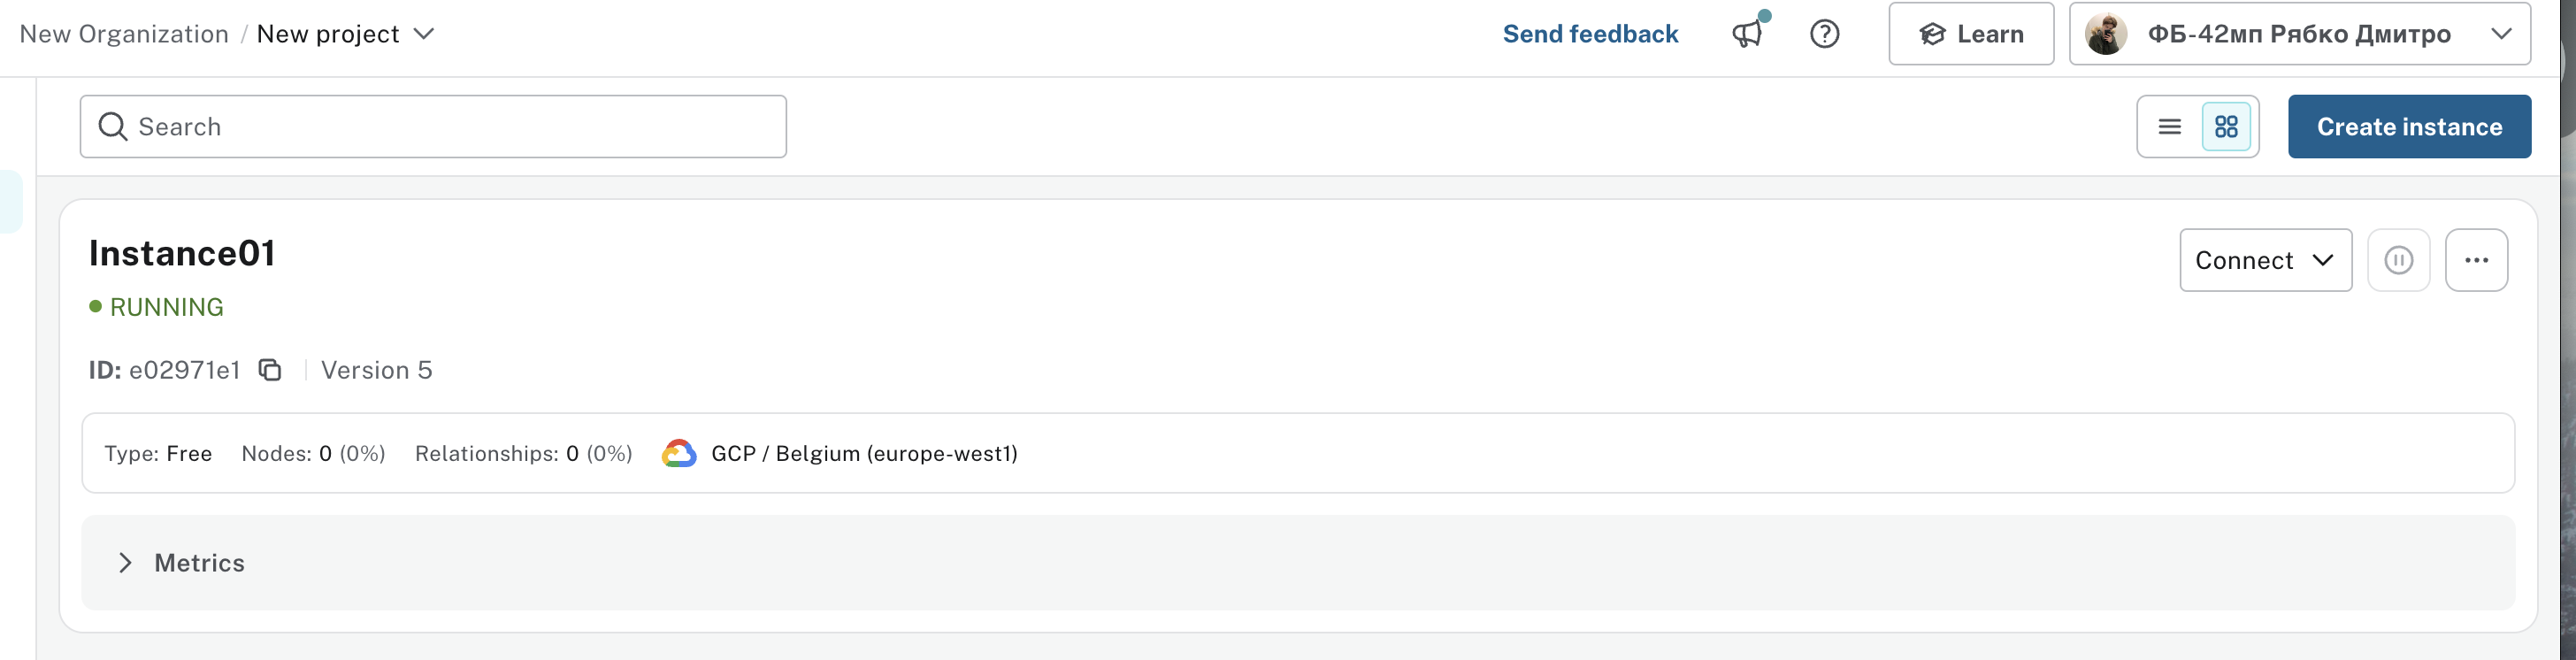 New Organization / New project
Send feedback
Learn
ФБ-42мп Рябко Дмитро
Search
Create instance
Instance01
RUNNING
Connect
ID: e02971e1 | Version 5
Type: Free Nodes: 0 (0%) Relationships: 0 (0%) GCP / Belgium (europe-west1)
Metrics